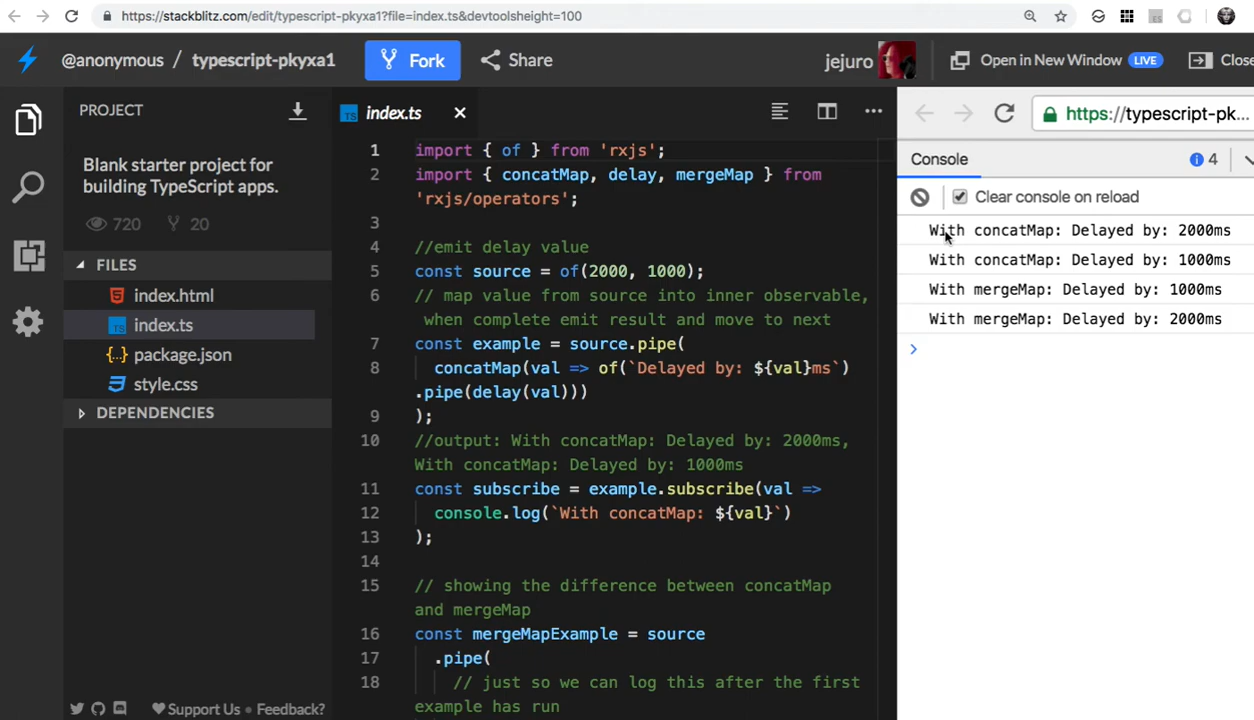 https://stackblitz.com/edit/typescript-pkyxa1?file=index.ts&devtoolsheight=100
@anonymous / typescript-pkyxa1 Fork Share jejuro Open in New Window LIVE Close
PROJECT
Blank starter project for
building TypeScript apps.
720 20
FILES
index.html
TS index.ts
{..} package.json
style.css
DEPENDENCIES
Support Us • Feedback?
TS index.ts
1 import { of } from 'rxjs';
2 import { concatMap, delay, mergeMap } from
'rxjs/operators';
3
4 //emit delay value
5 const source = of(2000, 1000);
6 // map value from source into inner observable,
when complete emit result and move to next
7 const example = source.pipe(
8 concatMap(val => of(`Delayed by: ${val}ms`)
.pipe(delay(val)))
9 );
10 //output: With concatMap: Delayed by: 2000ms,
With concatMap: Delayed by: 1000ms
11 const subscribe = example.subscribe(val =>
12 console.log(`With concatMap: ${val}`)
13 );
14
15 // showing the difference between concatMap
and mergeMap
16 const mergeMapExample = source
17 .pipe(
18 // just so we can log this after the first
example has run
https://typescript-pk...
Console 4
Clear console on reload
With concatMap: Delayed by: 2000ms
With concatMap: Delayed by: 1000ms
With mergeMap: Delayed by: 1000ms
With mergeMap: Delayed by: 2000ms